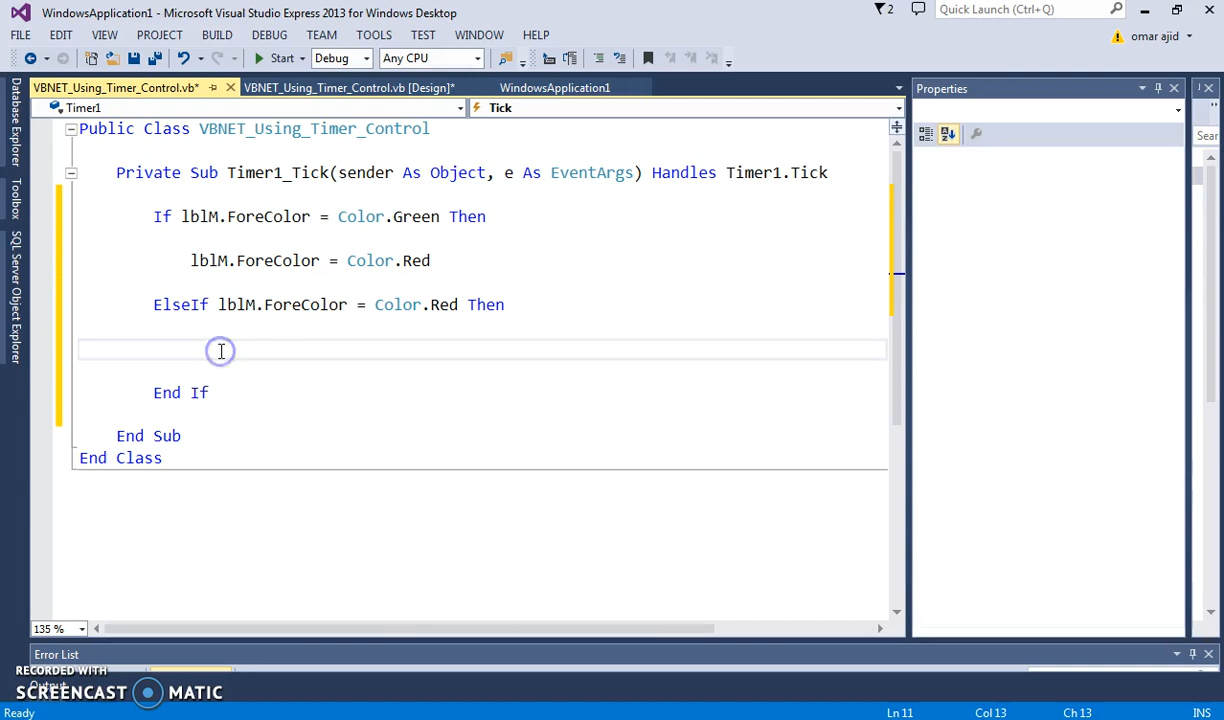 WindowsApplication1 - Microsoft Visual Studio Express 2013 for Windows Desktop
2
Quick Launch (Ctrl+Q)
FILE EDIT VIEW PROJECT BUILD DEBUG TEAM TOOLS TEST WINDOW HELP
omar ajid
Start Debug Any CPU
VBNET_Using_Timer_Control.vb* VBNET_Using_Timer_Control.vb [Design]* WindowsApplication1
Properties
Timer1 Tick
Database Explorer
Toolbox
SQL Server Object Explorer
Sear
Public Class VBNET_Using_Timer_Control
Private Sub Timer1_Tick(sender As Object, e As EventArgs) Handles Timer1.Tick
If lblM.ForeColor = Color.Green Then
lblM.ForeColor = Color.Red
ElseIf lblM.ForeColor = Color.Red Then
End If
End Sub
End Class
135 %
Error List
Output
RECORDED WITH
SCREENCAST MATIC
Ready Ln 11 Col 13 Ch 13 INS